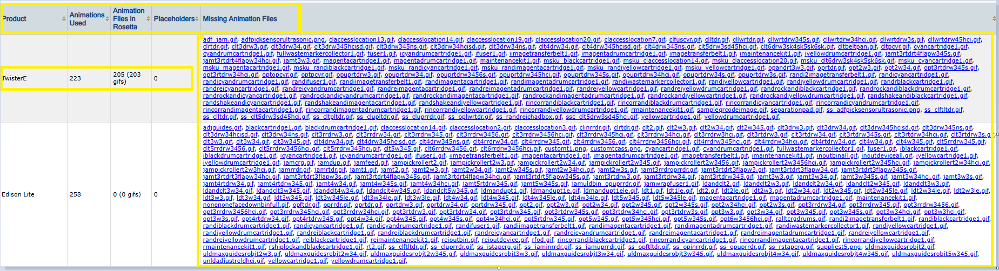 Product
Animations Used
Animation Files in Rosetta
Placeholders
Missing Animation Files
TwisterE
223
205 (203 gifs)
0
adf_jam.gif, adfpicksensorultrasonic.png, claccesslocation13.gif, claccesslocation14.gif, claccesslocation19.gif, claccesslocation20.gif, claccesslocation7.gif, clfuscvr.gif, clltdr.gif, cllwrtdr.gif, cllwrtdrw345s.gif, cllwrtdrw34hci.gif, cllwrtdrw3s.gif, cllwrtdrw45hci.gif,
clrtdr.gif, clt3drw3.gif, clt3drw34.gif, clt3drw345hcisd.gif, clt3drw345ns.gif, clt3drw34hcisd.gif, clt3drw34ns.gif, clt4drw34.gif, clt4drw345hcisd.gif, clt4drw345ns.gif, clt5drw3sd45hci.gif, clt6drw3sk4sk5sk6sk.gif, cltbeltpan.gif, cltpcvr.gif, cyancartridge1.gif,
cyandrumcartridge1.gif, fullwastemarkercollector1.gif, fuser1.gif, icyandrumcartridge1.gif, ifuser1.gif, iimagetransferbelt1.gif, imagentadrumcartridge1.gif, imagetransferbelt1.gif, imaintenancekit1.gif, iyellowdrumcartridge1.gif, jamt3rtdrt4flapw345s.gif,
jamt3rtdrt4flapw34hci.gif, jamt3w3.gif, magentacartridge1.gif, magentadrumcartridge1.gif, maintenancekit1.gif, msku_blackcartridge1.gif, msku_claccesslocation14.gif, msku_claccesslocation20.gif, msku_clt6drw3sk4sk5sk6sk.gif, msku_cyancartridge1.gif,
msku_magentacartridge1.gif, msku_randiblackcartridge1.gif, msku_randicyancartridge1.gif, msku_randimagentacartridge1.gif, msku_randiyellowcartridge1.gif, msku_yellowcartridge1.gif, opandrt3w3.gif, oprtdr.gif, opt2w3.gif, opt2w34.gif, opt3rtdrw345s.gif,
opt3rtdrw34hci.gif, optopcvr.gif, optpcvr.gif, opuprtdrw3.gif, opuprtdrw34.gif, opuprtdrw3456s.gif, opuprtdrw345hci.gif, opuprtdrw345s.gif, opuprtdrw34hci.gif, opuprtdrw34s.gif, opuprtdrw3s.gif, randi2imagetransferbelt1.gif, randicyancartridge1.gif,
randicyandrumcartridge1.gif, randifuser1.gif, randiimagetransferbelt1.gif, randimagentacartridge1.gif, randimagentadrumcartridge1.gif, randiwastemarkercollector1.gif, randiyellowcartridge1.gif, randiyellowdrumcartridge1.gif, randrblackcartridge1.gif,
randreicyancartridge1.gif, randreicyandrumcartridge1.gif, randreimagentacartridge1.gif, randreimagentadrumcartridge1.gif, randreiyellowcartridge1.gif, randreiyellowdrumcartridge1.gif, randrockandiblackcartridge1.gif, randrockandiblackdrumcartridge1.gif,
randrockandicyancartridge1.gif, randrockandicyandrumcartridge1.gif, randrockandimagentacartridge1.gif, randrockandimagentadrumcartridge1.gif, randrockandiyellowcartridge1.gif, randrockandiyellowdrumcartridge1.gif, randshakeandiblackcartridge1.gif,
randshakeandicyancartridge1.gif, randshakeandimagentacartridge1.gif, randshakeandiyellowcartridge1.gif, rincorrandiblackcartridge1.gif, rincorrandiblackdrumcartridge1.gif, rincorrandicyancartridge1.gif, rincorrandicyandrumcartridge1.gif,
rincorrandimagentacartridge1.gif, rincorrandimagentadrumcartridge1.gif, rincorrandiyellowcartridge1.gif, rincorrandiyellowdrumcartridge1.gif, rmaintenancekit1.gif, sampleqrcodeimage.gif, separationpad.gif, ss_adfpicksensorultrasonic.png, ss_clftltdr.gif,
ss_clltdr.gif, ss_clt5drw3sd45hci.gif, ss_cltpltdr.gif, ss_clupltdr.gif, ss_cluprrdr.gif, ss_oplwrtdr.gif, ss_randreichadbox.gif, ssc_clt5drw3sd45hci.gif, yellowcartridge1.gif, yellowdrumcartridge1.gif,
Edison Lite
258
0 (0 gifs)
0
adjguides.gif, blackcartridge1.gif, blackdrumcartridge1.gif, claccesslocation14.gif, claccesslocation2.gif, claccesslocation3.gif, clinrrdr.gif, clrtdr.gif, clt2.gif, clt2w3.gif, clt2w34.gif, clt2w345.gif, clt3drw3.gif, clt3drw34.gif, clt3drw345hcisd.gif, clt3drw345ns.gif,
clt3drw34hcisd.gif, clt3drw34ns.gif, clt3rrdrw3.gif, clt3rrdrw34.gif, clt3rrdrw345.gif, clt3rrdrw3456.gif, clt3rrdrw3456hci.gif, clt3rrdrw345hci.gif, clt3rrdrw34hci.gif, clt3rrdrw3hci.gif, clt3rtdrw3.gif, clt3rtdrw34.gif, clt3rtdrw345s.gif, clt3rtdrw34hci.gif, clt3rtdrw3s.gif,
clt3w3.gif, clt3w34.gif, clt3w345.gif, clt4drw34.gif, clt4drw345hcisd.gif, clt4drw345ns.gif, clt4rrdrw34.gif, clt4rrdrw345.gif, clt4rrdrw3456.gif, clt4rrdrw3456hci.gif, clt4rrdrw345hci.gif, clt4rrdrw34hci.gif, clt4rtdrw34.gif, clt4w34.gif, clt4w345.gif, clt5rrdrw345.gif,
clt5rrdrw3456.gif, clt5rrdrw3456hci.gif, clt5rrdrw345hci.gif, clt5w345.gif, clt6rrdrw3456.gif, clt6rrdrw3456hci.gif, customt1.png, customtcass.png, cyancartridge1.gif, cyandrumcartridge1.gif, fullwastemarkercollector1.gif, fuser1.gif, iblackcartridge1.gif,
iblackdrumcartridge1.gif, icyancartridge1.gif, icyandrumcartridge1.gif, ifuser1.gif, iimagetransferbelt1.gif, imagentacartridge1.gif, imagentadrumcartridge1.gif, imagetransferbelt1.gif, imaintenancekit1.gif, inoutbinall.gif, inoutdeviceall.gif, iyellowcartridge1.gif,
iyellowdrumcartridge1.gif, jamcrg.gif, jamdup.gif, jamfeed.gif, jampickrollert2.gif, jampickrollert2w3.gif, jampickrollert2w34.gif, jampickrollert2w345.gif, jampickrollert2w3456.gif, jampickrollert2w3456hci.gif, jampickrollert2w345hci.gif, jampickrollert2w34hci.gif,
jampickrollert2w3hci.gif, jamrrdr.gif, jamrtdr.gif, jamt1.gif, jamt2.gif, jamt2w3.gif, jamt2w34.gif, jamt2w345s.gif, jamt2w34hci.gif, jamt2w3s.gif, jamt3rrdroprrdr.gif, jamt3rtdrt3flapw3.gif, jamt3rtdrt3flapw34.gif, jamt3rtdrt3flapw345s.gif,
jamt3rtdrt3flapw34hci.gif, jamt3rtdrt3flapw3s.gif, jamt3rtdrt4flapw345s.gif, jamt3rtdrt4flapw34hci.gif, jamt3rtdrt5flapw345s.gif, jamt3rtdrw3.gif, jamt3rtdrw34.gif, jamt3rtdrw345.gif, jamt3w3.gif, jamt3w34.gif, jamt3w345s.gif, jamt3w34hci.gif, jamt3w3s.gif,
jamt4rtdrw34.gif, jamt4rtdrw345.gif, jamt4w34.gif, jamt4w345s.gif, jamt4w34hci.gif, jamt5rtdrw345.gif, jamt5w345s.gif, jamuldbin_opuprrdr.gif, jamwrapfuser1.gif, ldandclt2.gif, ldandclt2w3.gif, ldandclt2w34.gif, ldandclt2w345.gif, ldandclt3w3.gif,
ldandclt3w34.gif, ldandclt3w345.gif, ldandclt4w34.gif, ldandclt4w345.gif, ldandclt5w345.gif, ldmandupt1.gif, ldmandupt1e.gif, ldmandupt1ele.gif, ldt1.gif, ldt1le.gif, ldt2.gif, ldt2le.gif, ldt2w3.gif, ldt2w34.gif, ldt2w345.gif, ldt2w345le.gif, ldt2w34le.gif, ldt2w3le.gif,
ldt3w3.gif, ldt3w34.gif, ldt3w345.gif, ldt3w345le.gif, ldt3w34le.gif, ldt3w3le.gif, ldt4w34.gif, ldt4w345.gif, ldt4w345le.gif, ldt4w34le.gif, ldt5w345.gif, ldt5w345le.gif, magentacartridge1.gif, magentadrumcartridge1.gif, maintenancekit1.gif,
nonenonefacedownbinfull.gif, opftdr.gif, oprrdr.gif, oprtdr.gif, oprtdrw3.gif, oprtdrw34.gif, oprtdrw345.gif, opt2.gif, opt2w3.gif, opt2w34.gif, opt2w345.gif, opt2w345s.gif, opt2w34hci.gif, opt2w3s.gif, opt3rrdrw34.gif, opt3rrdrw345.gif, opt3rrdrw3456.gif,
opt3rrdrw3456hci.gif, opt3rrdrw345hci.gif, opt3rrdrw34hci.gif, opt3rtdrw3.gif, opt3rtdrw34.gif, opt3rtdrw345.gif, opt3rtdrw345s.gif, opt3rtdrw34hci.gif, opt3rtdrw3s.gif, opt3w3.gif, opt3w34.gif, opt3w345.gif, opt3w345s.gif, opt3w34hci.gif, opt3w3hci.gif,
opt3w3s.gif, opt4rtdrw34.gif, opt4rtdrw345.gif, opt4w34.gif, opt4w345.gif, opt4w345s.gif, opt4w34hci.gif, opt5rtdrw345.gif, opt5w345.gif, opt5w345hci.gif, opt5w345s.gif, opt6w3456hci.gif, ralltcrgdrums.gif, randi2imagetransferbelt1.gif, randiblackcartridge1.gif,
randiblackdrumcartridge1.gif, randicyancartridge1.gif, randicyandrumcartridge1.gif, randifuser1.gif, randiimagetransferbelt1.gif, randimagentacartridge1.gif, randimagentadrumcartridge1.gif, randiwastemarkercollector1.gif, randiyellowcartridge1.gif,
randiyellowdrumcartridge1.gif, randreiblackcartridge1.gif, randreiblackdrumcartridge1.gif, randreicyancartridge1.gif, randreicyandrumcartridge1.gif, randreimagentacartridge1.gif, randreimagentadrumcartridge1.gif, randreiyellowcartridge1.gif,
randreiyellowdrumcartridge1.gif, reiblackcartridge1.gif, reimaintenancekit1.gif, reioutbin.gif, reioutdevice.gif, rfod.gif, rincorrandiblackcartridge1.gif, rincorrandicyancartridge1.gif, rincorrandimagentacartridge1.gif, rincorrandiyellowcartridge1.gif,
rmaintenancekit1.gif, rshiplockandblackcartridge1.gif, rt2.gif, ss_clftltdr.gif, ss_cluprrdr.gif, ss_istapcrg.gif, ss_jaminrrdr.gif, ss_jamuprrdr.gif, ss_opftltdr.gif, ss_opinrrdr.gif, ss_opuprrdr.gif, ss_rstapcrg.gif, suppliest5.png, uldmaxguidesrobjt2.gif,
uldmaxguidesrobjt2w3.gif, uldmaxguidesrobjt2w34.gif, uldmaxguidesrobjt2w345.gif, uldmaxguidesrobjt3w3.gif, uldmaxguidesrobjt3w34.gif, uldmaxguidesrobjt3w345.gif, uldmaxguidesrobjt4w34.gif, uldmaxguidesrobjt4w345.gif, uldmaxguidesrobjt5w345.gif,
unldadjustreldhci.gif, yellowcartridge1.gif, yellowdrumcartridge1.gif,